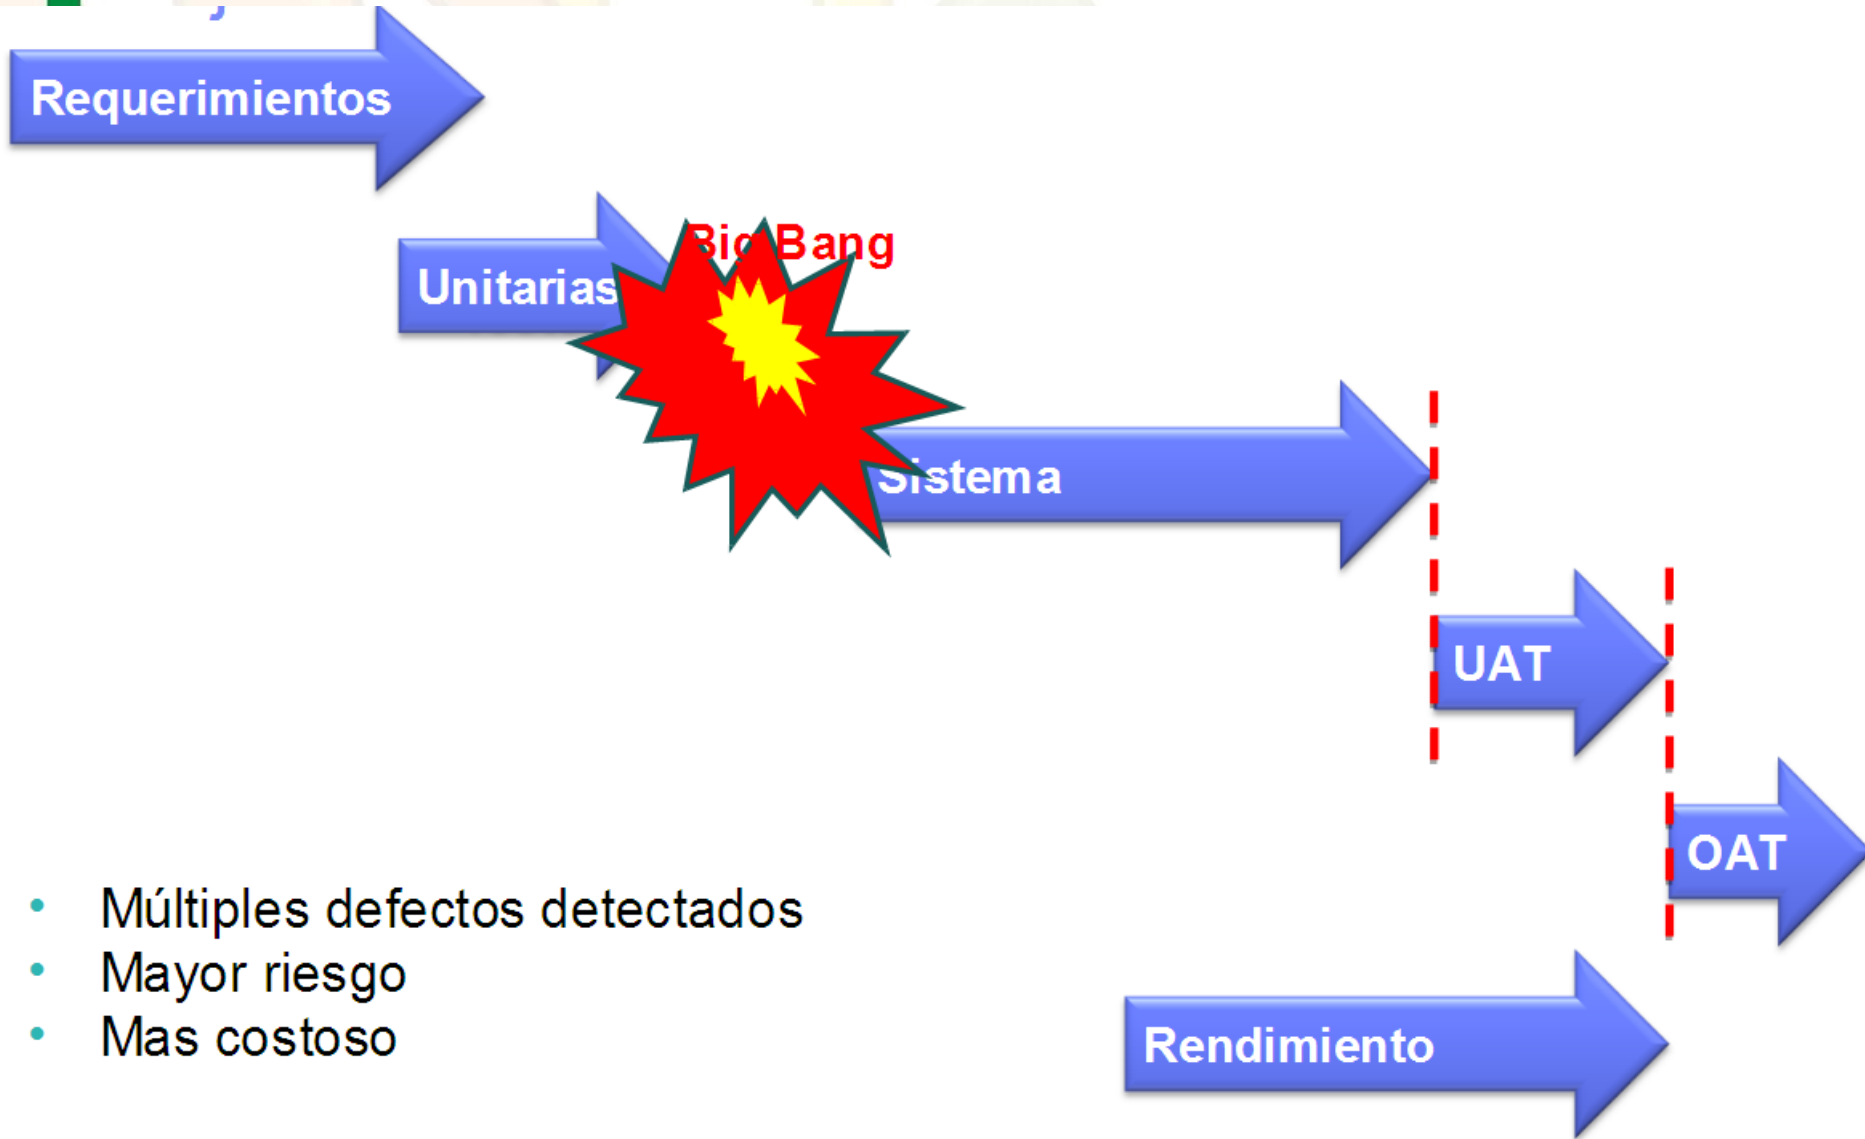 Requerimientos
Big Bang
Unitarias
Sistema
UAT
OAT
• Múltiples defectos detectados
• Mayor riesgo
• Mas costoso
Rendimiento